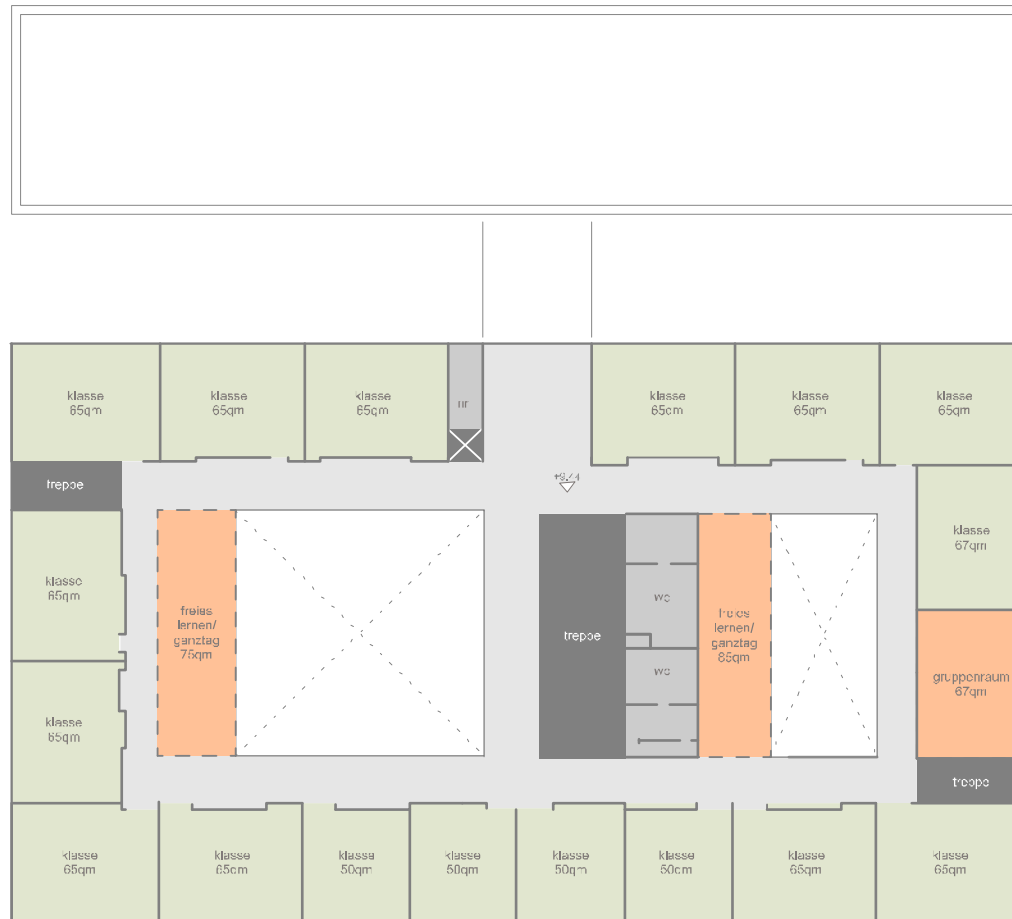 klasse
65qm
klasse
65qm
klasse
65qm
klasse
65qm
klasse
65qm
klasse
65qm
treppe
klasse
67qm
klasse
65qm
freies
lernen/
ganztag
75qm
treppe
wc
wc
freies
lernen/
ganztag
85qm
gruppenraum
67qm
klasse
65qm
treppe
klasse
65qm
klasse
65qm
klasse
50qm
klasse
50qm
klasse
50qm
klasse
50qm
klasse
65qm
klasse
65qm